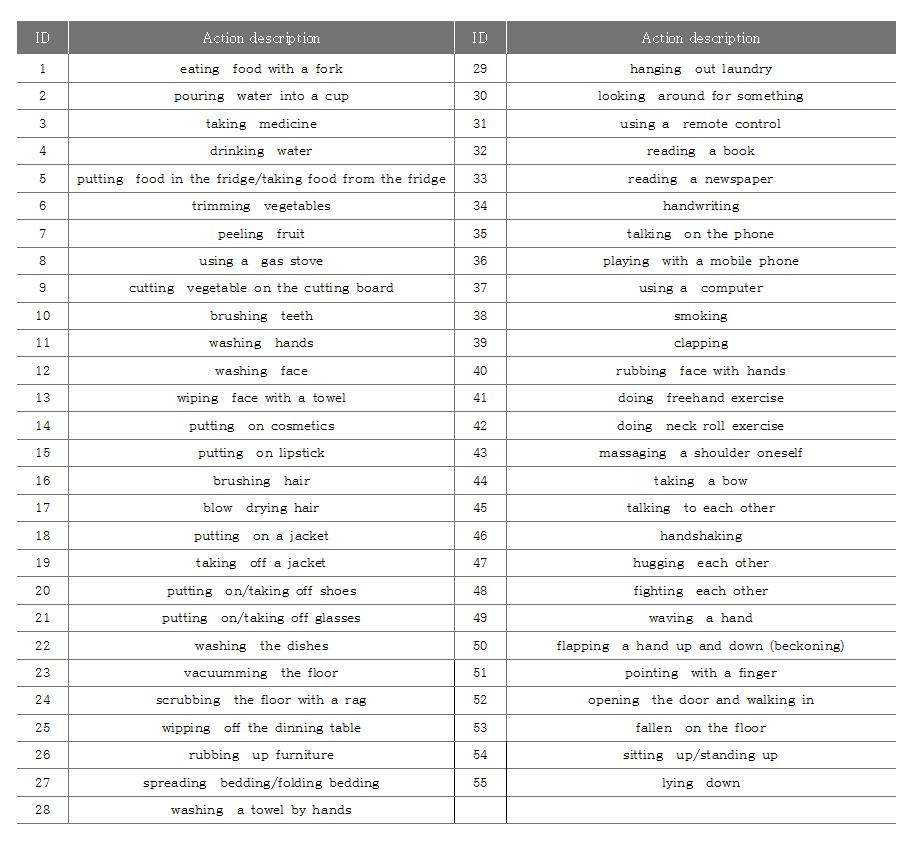 ID Action description ID Action description
1 eating food with a fork 29 hanging out laundry
2 pouring water into a cup 30 looking around for something
3 taking medicine 31 using a remote control
4 drinking water 32 reading a book
5 putting food in the fridge/taking food from the fridge 33 reading a newspaper
6 trimming vegetables 34 handwriting
7 peeling fruit 35 talking on the phone
8 using a gas stove 36 playing with a mobile phone
9 cutting vegetable on the cutting board 37 using a computer
10 brushing teeth 38 smoking
11 washing hands 39 clapping
12 washing face 40 rubbing face with hands
13 wiping face with a towel 41 doing freehand exercise
14 putting on cosmetics 42 doing neck roll exercise
15 putting on lipstick 43 massaging a shoulder oneself
16 brushing hair 44 taking a bow
17 blow drying hair 45 talking to each other
18 putting on a jacket 46 handshaking
19 taking off a jacket 47 hugging each other
20 putting on/taking off shoes 48 fighting each other
21 putting on/taking off glasses 49 waving a hand
22 washing the dishes 50 flapping a hand up and down (beckoning)
23 vacuumming the floor 51 pointing with a finger
24 scrubbing the floor with a rag 52 opening the door and walking in
25 wipping off the dinning table 53 fallen on the floor
26 rubbing up furniture 54 sitting up/standing up
27 spreading bedding/folding bedding 55 lying down
28 washing a towel by hands